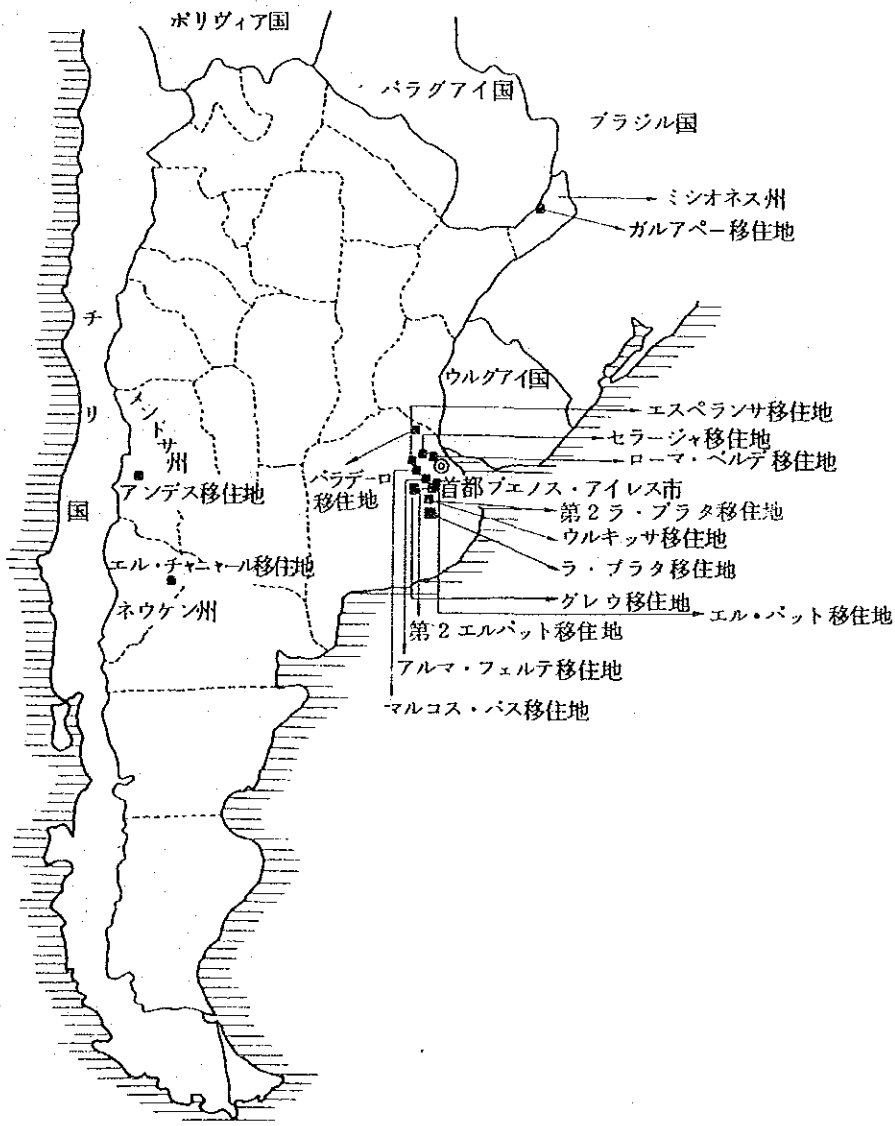 ボリヴィア国
パラグアイ国
ブラジル国
ミシオネス州
ガルアペー移住地
チリ国
ウルグアイ国
メンドサ州
アンデス移住地
エスペランサ移住地
セラージャ移住地
ローマ・ベルデ移住地
バラデーロ
移住地
首都ブエノス・アイレス市
第2ラ・プラタ移住地
ウルキッサ移住地
ラ・プラタ移住地
エル・チャニャール移住地
ネウケン州
グレウ移住地
エル・パット移住地
第2エルパット移住地
アルマ・フェルテ移住地
マルコス・パス移住地